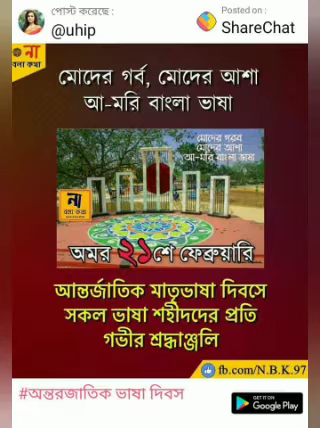 পোস্ট করেছে :
@uhip
Posted on :
ShareChat
না
বলা কথা
মোদের গর্ব, মোদের আশা
আ-মরি বাংলা ভাষা
মোদের গরব
মোদের আশা
আ-মরি বাংলা ভাষা
না
বলা কথা
অমর ২১শে ফেব্রুয়ারি
আন্তর্জাতিক মাতৃভাষা দিবসে
সকল ভাষা শহীদদের প্রতি
গভীর শ্রদ্ধাঞ্জলি
fb.com/N.B.K.97
#অন্তরজাতিক ভাষা দিবস
GET IT ON
Google Play